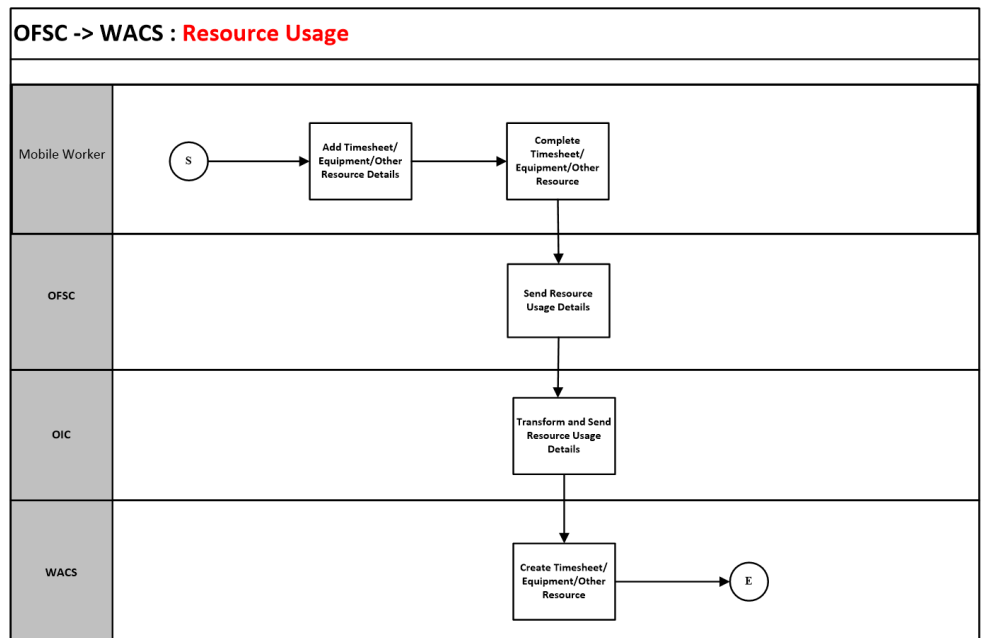 OFSC -> WACS : Resource Usage
Mobile Worker
S
Add Timesheet/
Equipment/Other
Resource Details
Complete
Timesheet/
Equipment/Other
Resource
OFSC
Send Resource
Usage Details
OIC
Transform and Send
Resource Usage
Details
WACS
Create Timesheet/
Equipment/Other
Resource
E